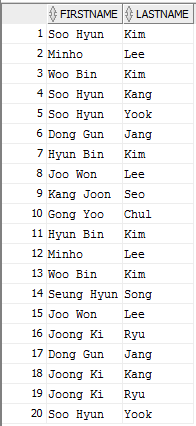 FIRSTNAME LASTNAME
1 Soo Hyun Kim
2 Minho Lee
3 Woo Bin Kim
4 Soo Hyun Kang
5 Soo Hyun Yook
6 Dong Gun Jang
7 Hyun Bin Kim
8 Joo Won Lee
9 Kang Joon Seo
10 Gong Yoo Chul
11 Hyun Bin Kim
12 Minho Lee
13 Woo Bin Kim
14 Seung Hyun Song
15 Joo Won Lee
16 Joong Ki Ryu
17 Dong Gun Jang
18 Joong Ki Kang
19 Joong Ki Ryu
20 Soo Hyun Yook